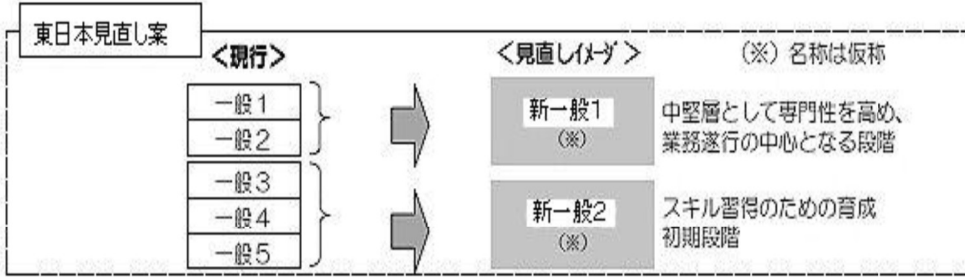 東日本見直し案
＜現行＞
＜見直しイメージ＞
（※）名称は仮称
一般1
一般2
一般3
一般4
一般5
新一般1
（※）
中堅層として専門性を高め、
業務遂行の中心となる段階
新一般2
（※）
スキル習得のための育成
初期段階